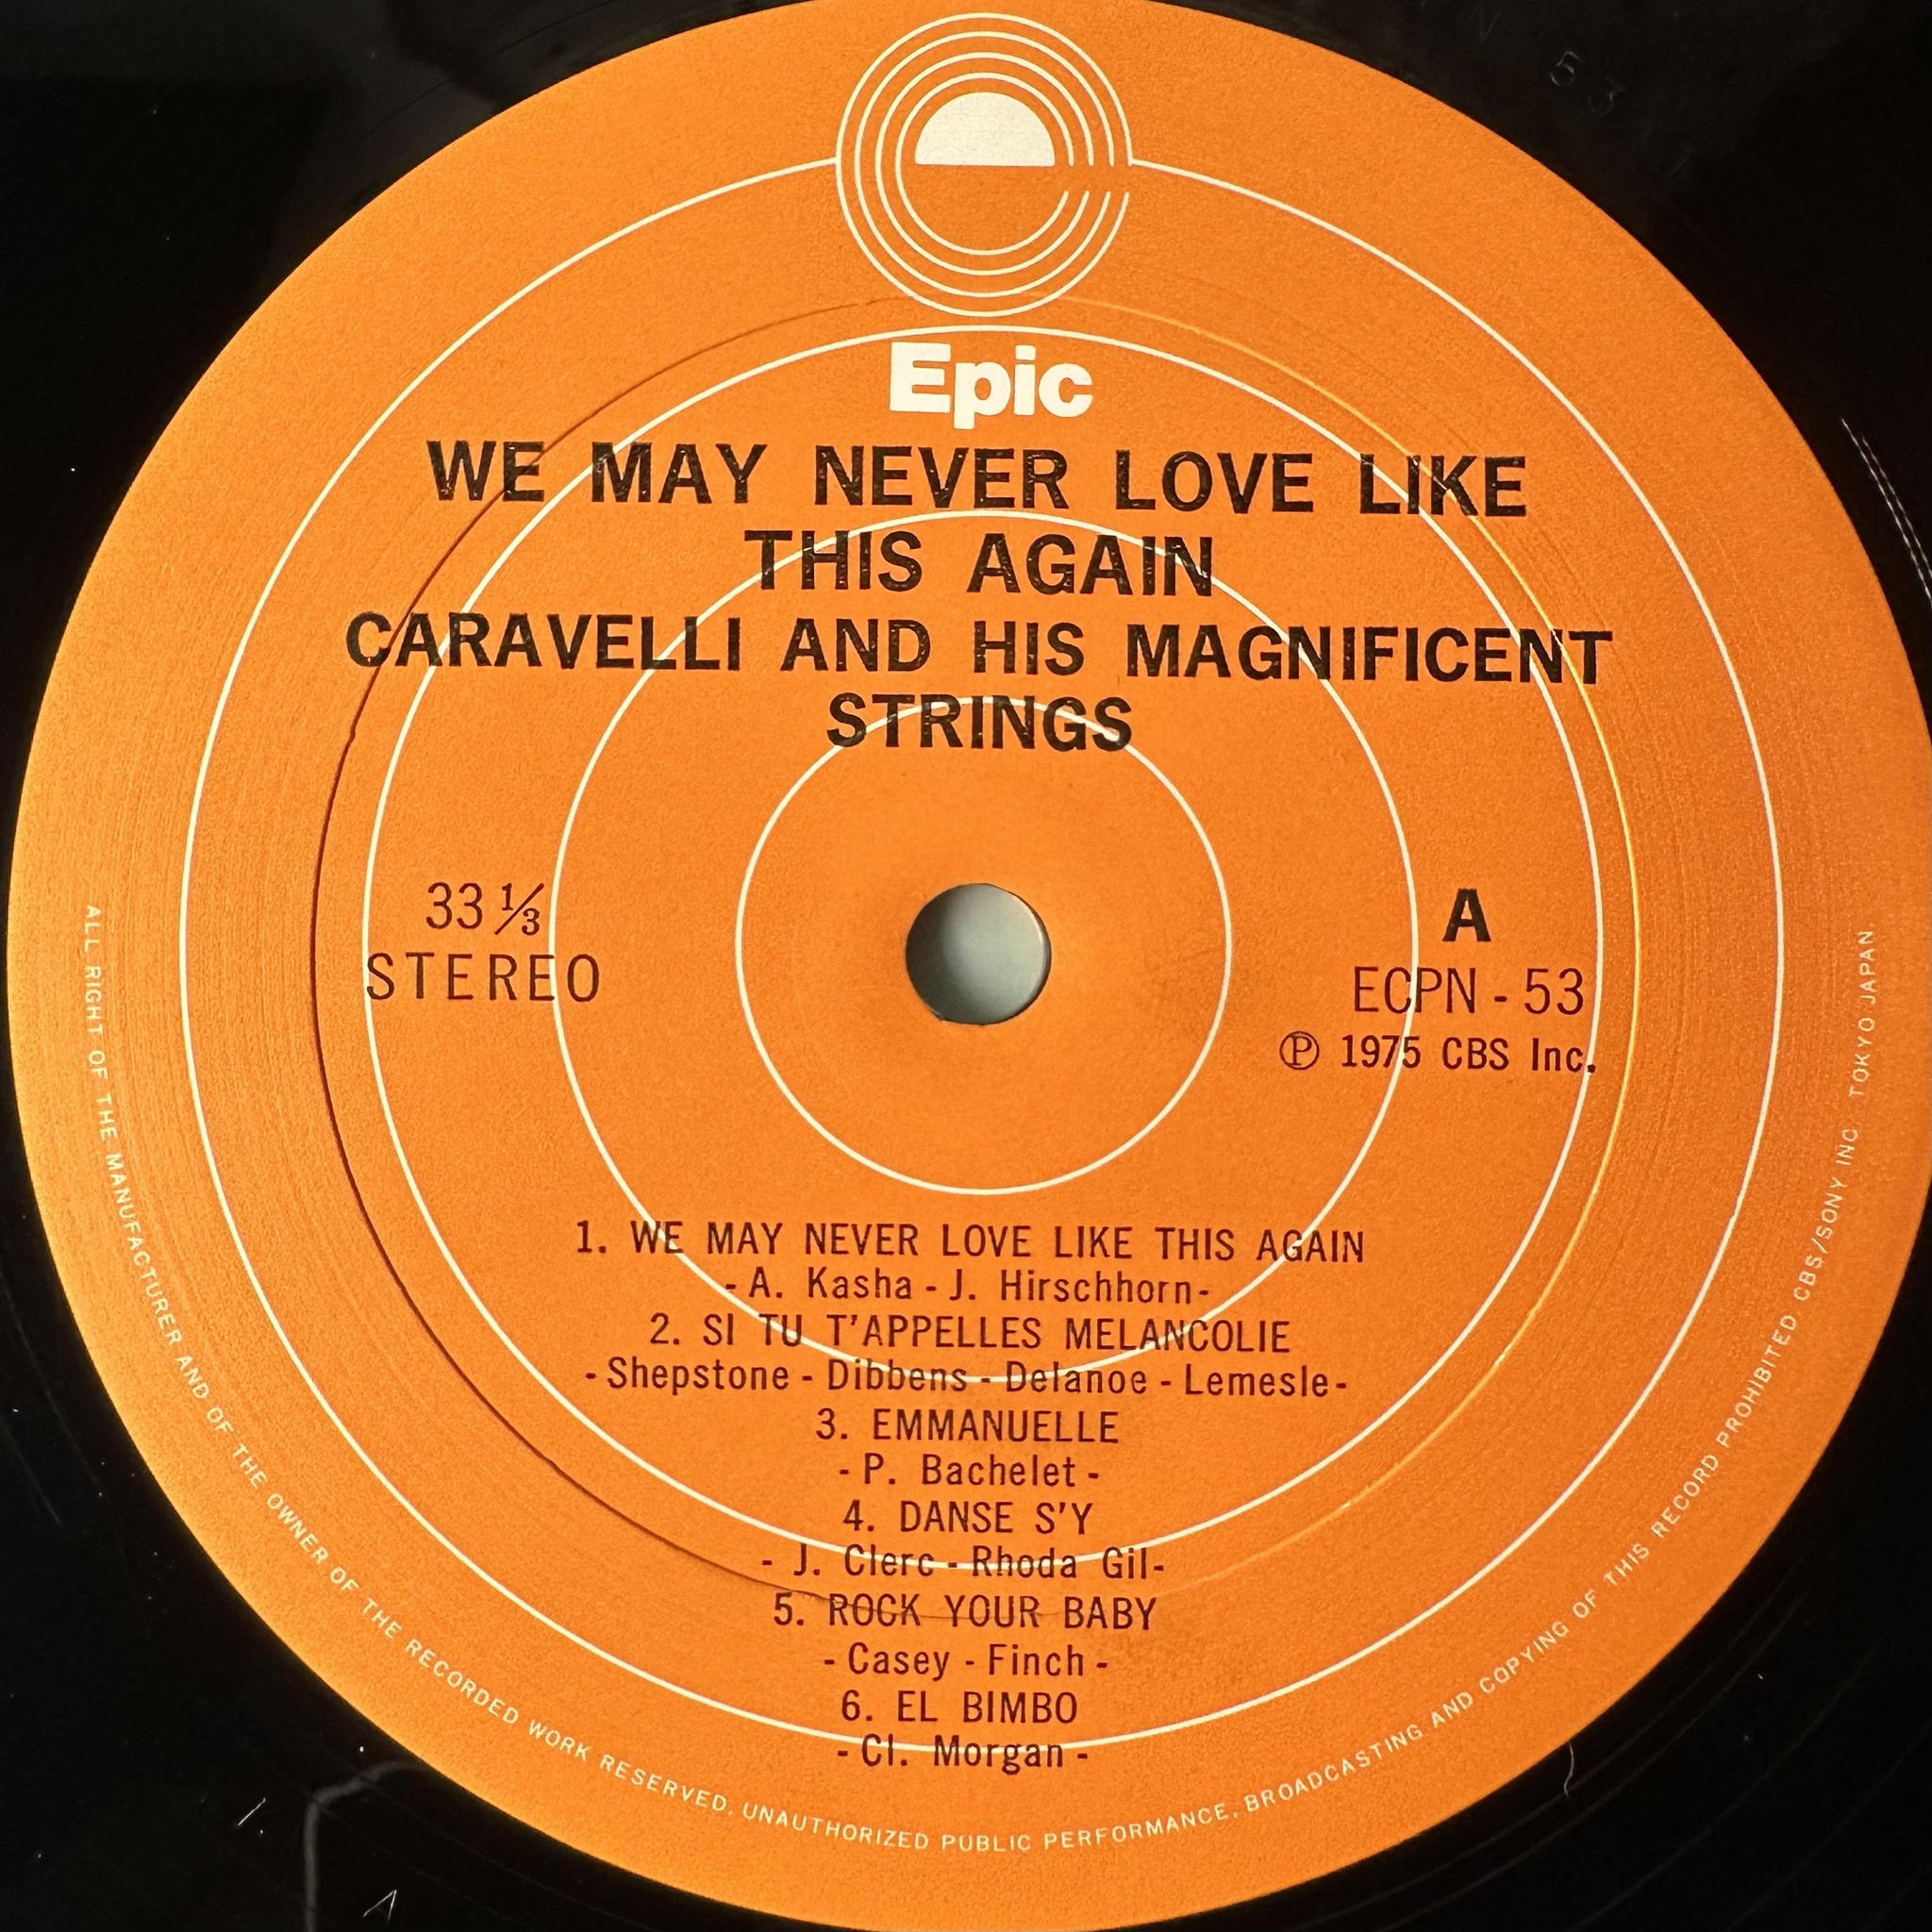 Epic
WE MAY NEVER LOVE LIKE
THIS AGAIN
CARAVELLI AND HIS MAGNIFICENT
STRINGS
33 1/3
STEREO
A
ECPN - 53
℗ 1975 CBS Inc.
1. WE MAY NEVER LOVE LIKE THIS AGAIN
- A. Kasha - J. Hirschhorn -
2. SI TU T'APPELLES MELANCOLIE
- Shepstone - Dibbens - Delanoe - Lemesle -
3. EMMANUELLE
- P. Bachelet -
4. DANSE S'Y
- J. Clerc - Rhoda Gil -
5. ROCK YOUR BABY
- Casey - Finch -
6. EL BIMBO
- Cl. Morgan -
ALL RIGHT OF THE MANUFACTURER AND OF THE OWNER OF THE RECORDED WORK RESERVED. UNAUTHORIZED PUBLIC PERFORMANCE, BROADCASTING AND COPYING OF THIS RECORD PROHIBITED CBS/SONY INC. TOKYO JAPAN